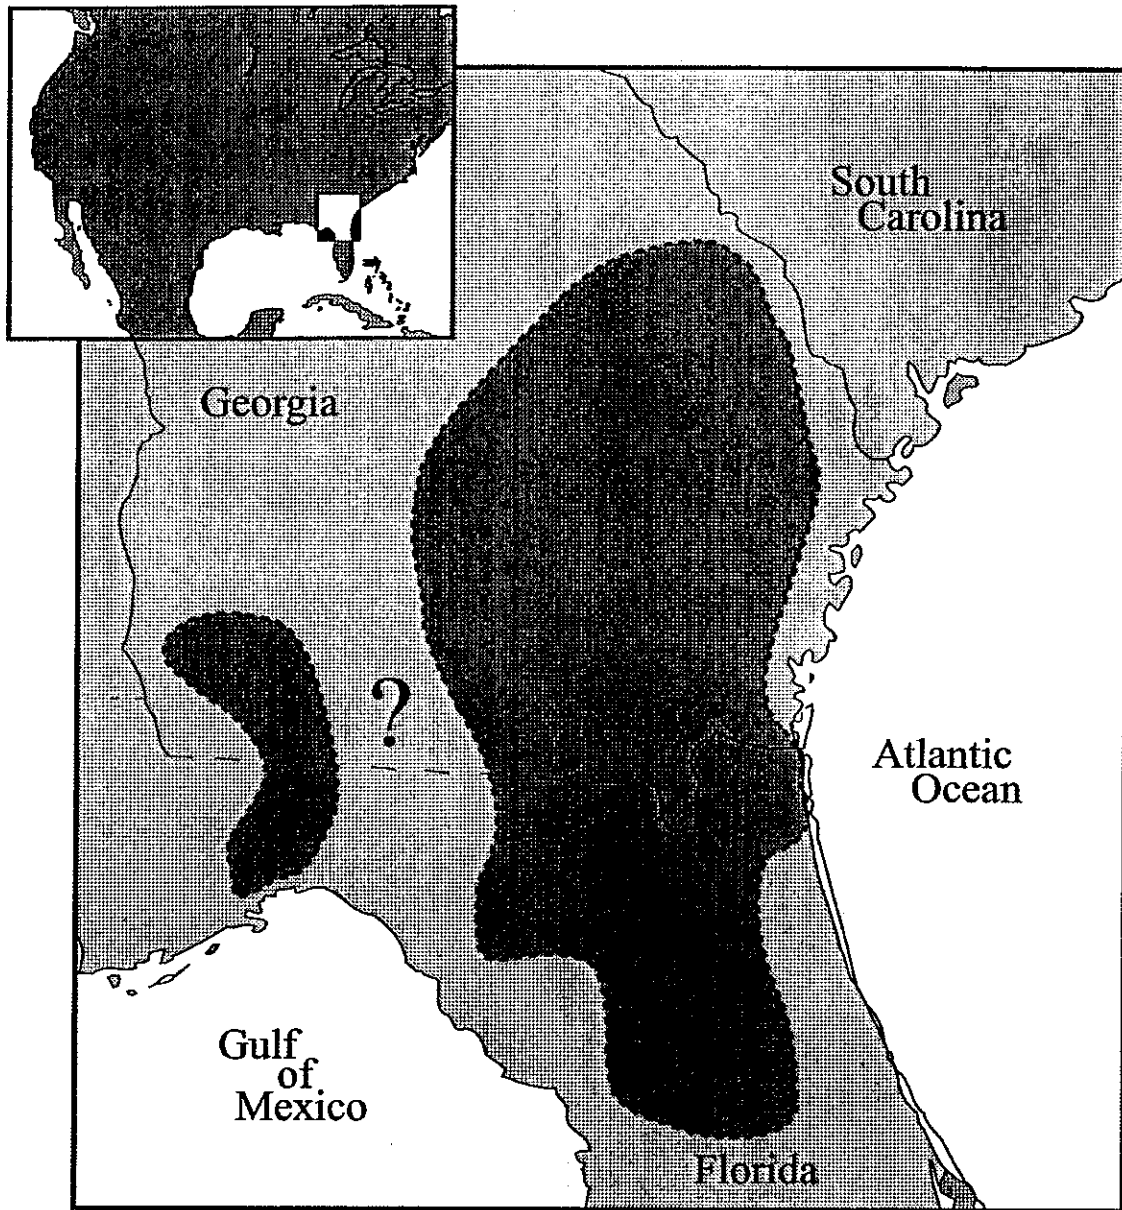 South
Carolina
Georgia
?
Atlantic
Ocean
Gulf
of
Mexico
Florida